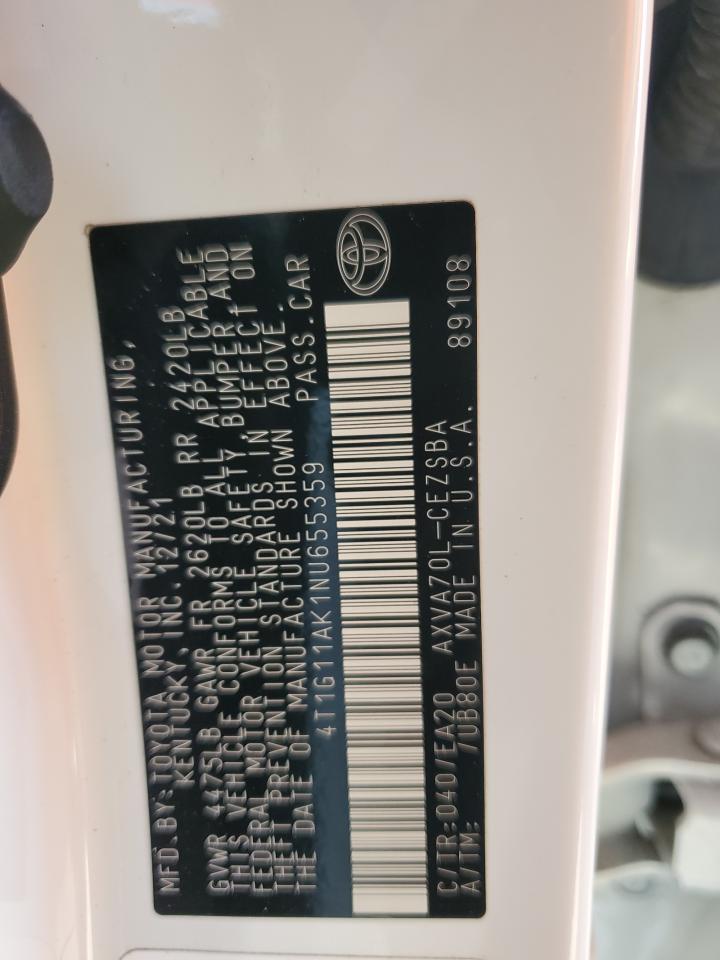 MFD.BY:TOYOTA MOTOR MANUFACTURING,
KENTUCKY, INC. 12/21
GVWR 4475LB GAWR FR 2620LB RR 2420LB
THIS VEHICLE CONFORMS TO ALL APPLICABLE
FEDERAL MOTOR VEHICLE SAFETY,BUMPER,AND
THEFT PREVENTION STANDARDS IN EFFECT ON
THE DATE OF MANUFACTURE SHOWN ABOVE.
4T1G11AK1NU655359 PASS.CAR
C/TR:040/EA20 AXVA70L-CEZSBA
A/TM: /UB80E MADE IN U.S.A. 89108